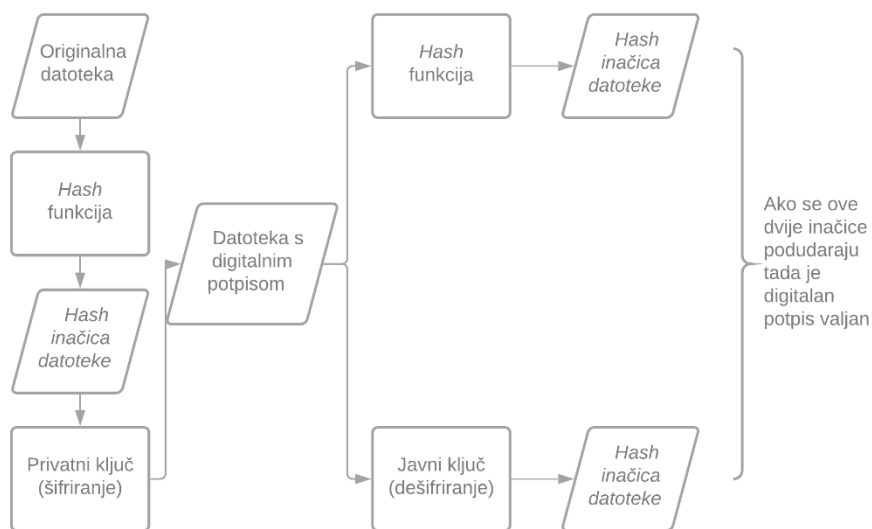 Originalna
datoteka
Hash
funkcija
Hash
inačica
datoteke
Privatni ključ
(šifriranje)
Datoteka s
digitalnim
potpisom
Hash
funkcija
Hash
inačica
datoteke
Javni ključ
(dešifriranje)
Hash
inačica
datoteke
Ako se ove
dvije inačice
podudaraju
tada je
digitalan
potpis valjan